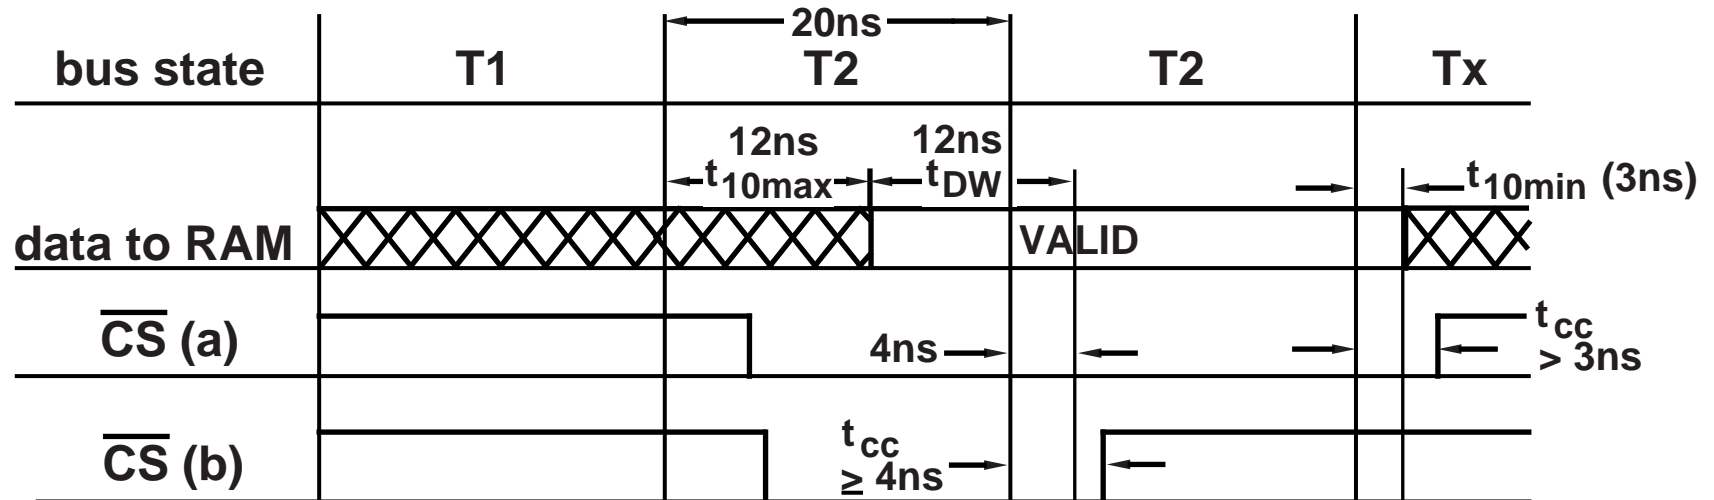 20ns
bus state T1 T2 T2 Tx
12ns 12ns
t10max tDW t10min (3ns)
data to RAM VALID
CS (a) 4ns tcc
> 3ns
CS (b) tcc
≥ 4ns